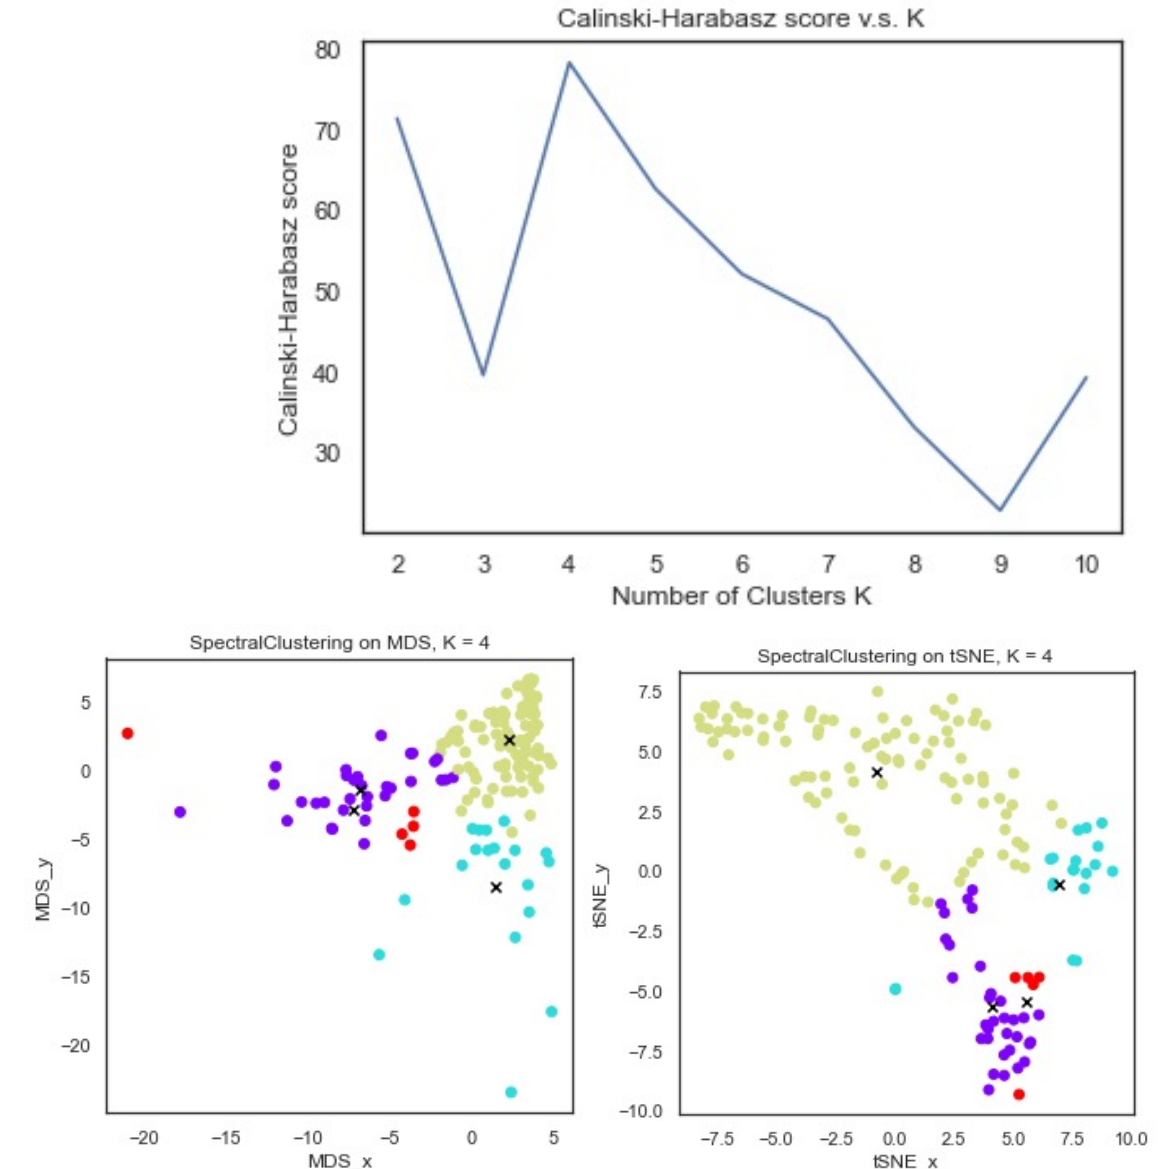 Calinski-Harabasz score v.s. K
80
70
60
50
40
30
Calinski-Harabasz score
2 3 4 5 6 7 8 9 10
Number of Clusters K
SpectralClustering on MDS, K = 4
5
0
−5
−10
−15
−20
MDS_y
−20 −15 −10 −5 0 5
MDS_x
SpectralClustering on tSNE, K = 4
7.5
5.0
2.5
0.0
−2.5
−5.0
−7.5
−10.0
tSNE_y
−7.5 −5.0 −2.5 0.0 2.5 5.0 7.5 10.0
tSNE_x